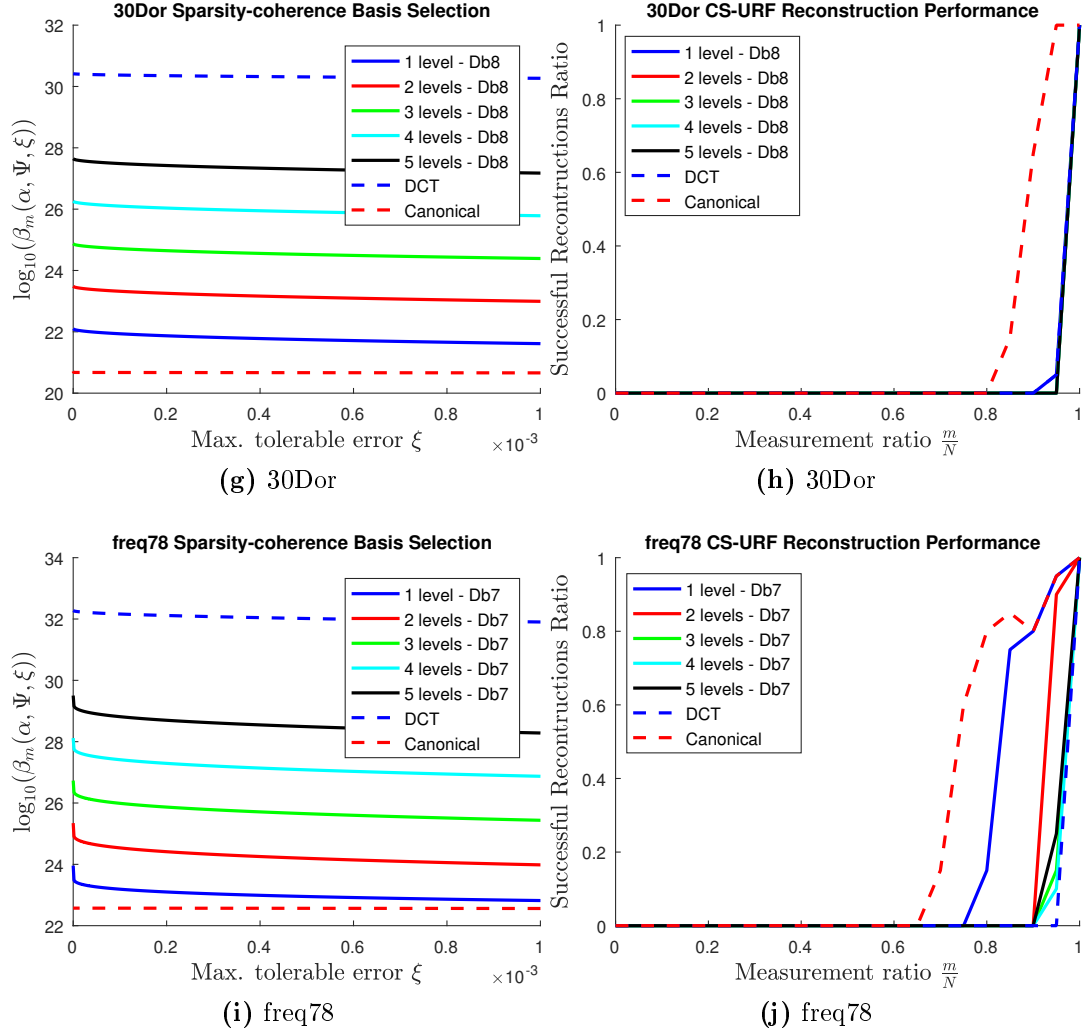 30Dor Sparsity-coherence Basis Selection
32
30
28
26
24
22
20
log₁₀(βₘ(α, Ψ, ξ))
1 level - Db8
2 levels - Db8
3 levels - Db8
4 levels - Db8
5 levels - Db8
DCT
Canonical
0 0.2 0.4 0.6 0.8 1
×10⁻³
Max. tolerable error ξ
(g) 30Dor
30Dor CS-URF Reconstruction Performance
1
0.8
0.6
0.4
0.2
0
Successful Recontructions Ratio
1 level - Db8
2 levels - Db8
3 levels - Db8
4 levels - Db8
5 levels - Db8
DCT
Canonical
0 0.2 0.4 0.6 0.8 1
Measurement ratio m/N
(h) 30Dor
freq78 Sparsity-coherence Basis Selection
34
32
30
28
26
24
22
log₁₀(βₘ(α, Ψ, ξ))
1 level - Db7
2 levels - Db7
3 levels - Db7
4 levels - Db7
5 levels - Db7
DCT
Canonical
0 0.2 0.4 0.6 0.8 1
×10⁻³
Max. tolerable error ξ
(i) freq78
freq78 CS-URF Reconstruction Performance
1
0.8
0.6
0.4
0.2
0
Successful Recontructions Ratio
1 level - Db7
2 levels - Db7
3 levels - Db7
4 levels - Db7
5 levels - Db7
DCT
Canonical
0 0.2 0.4 0.6 0.8 1
Measurement ratio m/N
(j) freq78